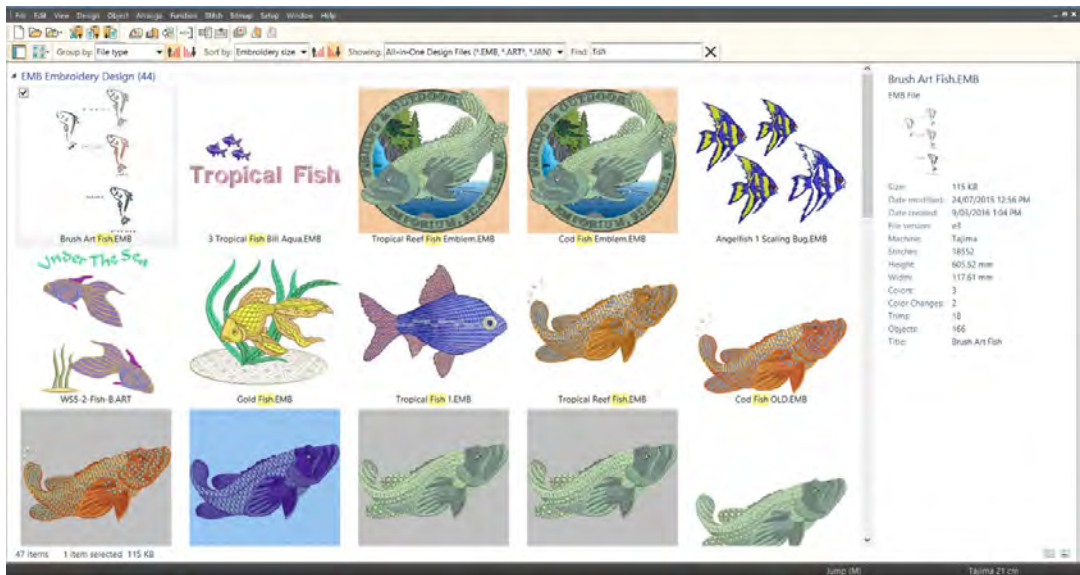 File Edit View Design Object Arrange Function Stitch Bitmap Setup Window Help
Group by: File type Sort by: Embroidery size Showing: All-in-One Design Files (*.EMB, *.ART*, *.JAN) Find: fish
EMB Embroidery Design (44)
Brush Art Fish.EMB
Tropical Fish
3 Tropical Fish Bill Aqua.EMB
Tropical Reef Fish Emblem.EMB
Cod Fish Emblem.EMB
Angelfish 1 Scaling Bug.EMB
Under The Sea
WS5-2-Fish-B.ART
Gold Fish.EMB
Tropical Fish 1.EMB
Tropical Reef Fish.EMB
Cod Fish OLD.EMB
47 items 1 item selected 115 KB
Brush Art Fish.EMB
EMB File
Size: 115 KB
Date modified: 24/07/2015 12:56 PM
Date created: 9/03/2016 1:04 PM
File version: e3
Machine: Tajima
Stitches: 18552
Height: 605.52 mm
Width: 117.61 mm
Colors: 3
Color Changes: 2
Trims: 18
Objects: 166
Title: Brush Art Fish
Jump (M) Tajima 21 cm